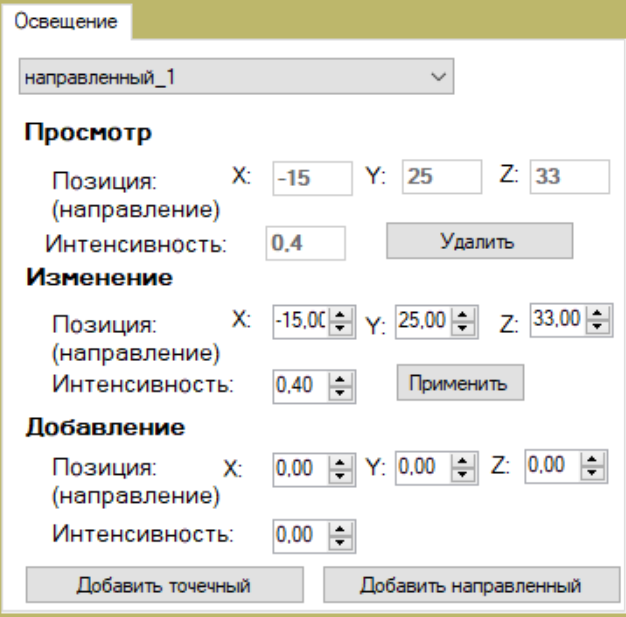 Освещение
направленный_1
Просмотр
Позиция: X: -15 Y: 25 Z: 33
(направление)
Интенсивность: 0,4 Удалить
Изменение
Позиция: X: -15,00 Y: 25,00 Z: 33,00
(направление)
Интенсивность: 0,40 Применить
Добавление
Позиция: X: 0,00 Y: 0,00 Z: 0,00
(направление)
Интенсивность: 0,00
Добавить точечный Добавить направленный